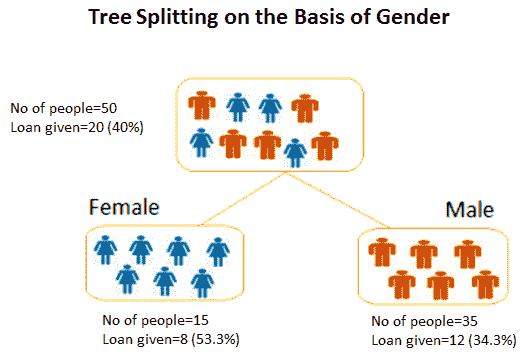 Tree Splitting on the Basis of Gender
No of people=50
Loan given=20 (40%)
Female
Male
No of people=15
Loan given=8 (53.3%)
No of people=35
Loan given=12 (34.3%)